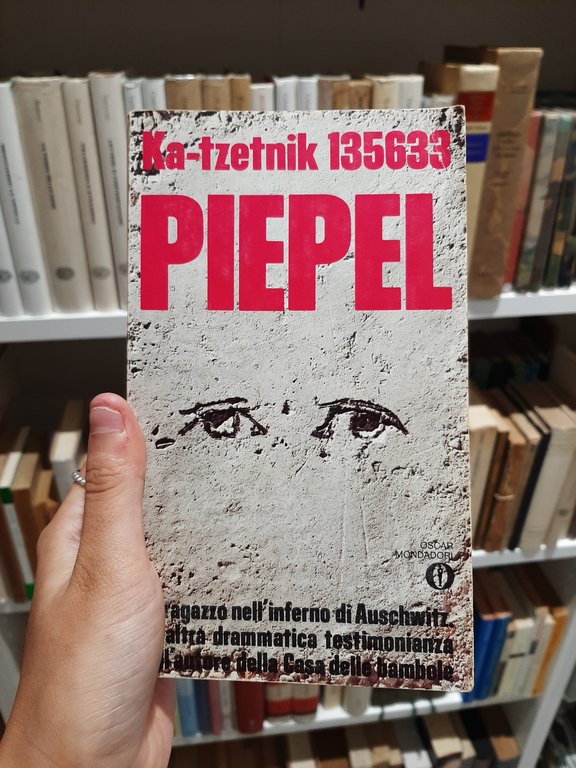 Ka-tzetnik 135633
PIEPEL
OSCAR
MONDADORI
ragazzo nell'inferno di Auschwitz.
altra drammatica testimonianza
l'autore della Casa delle bambole